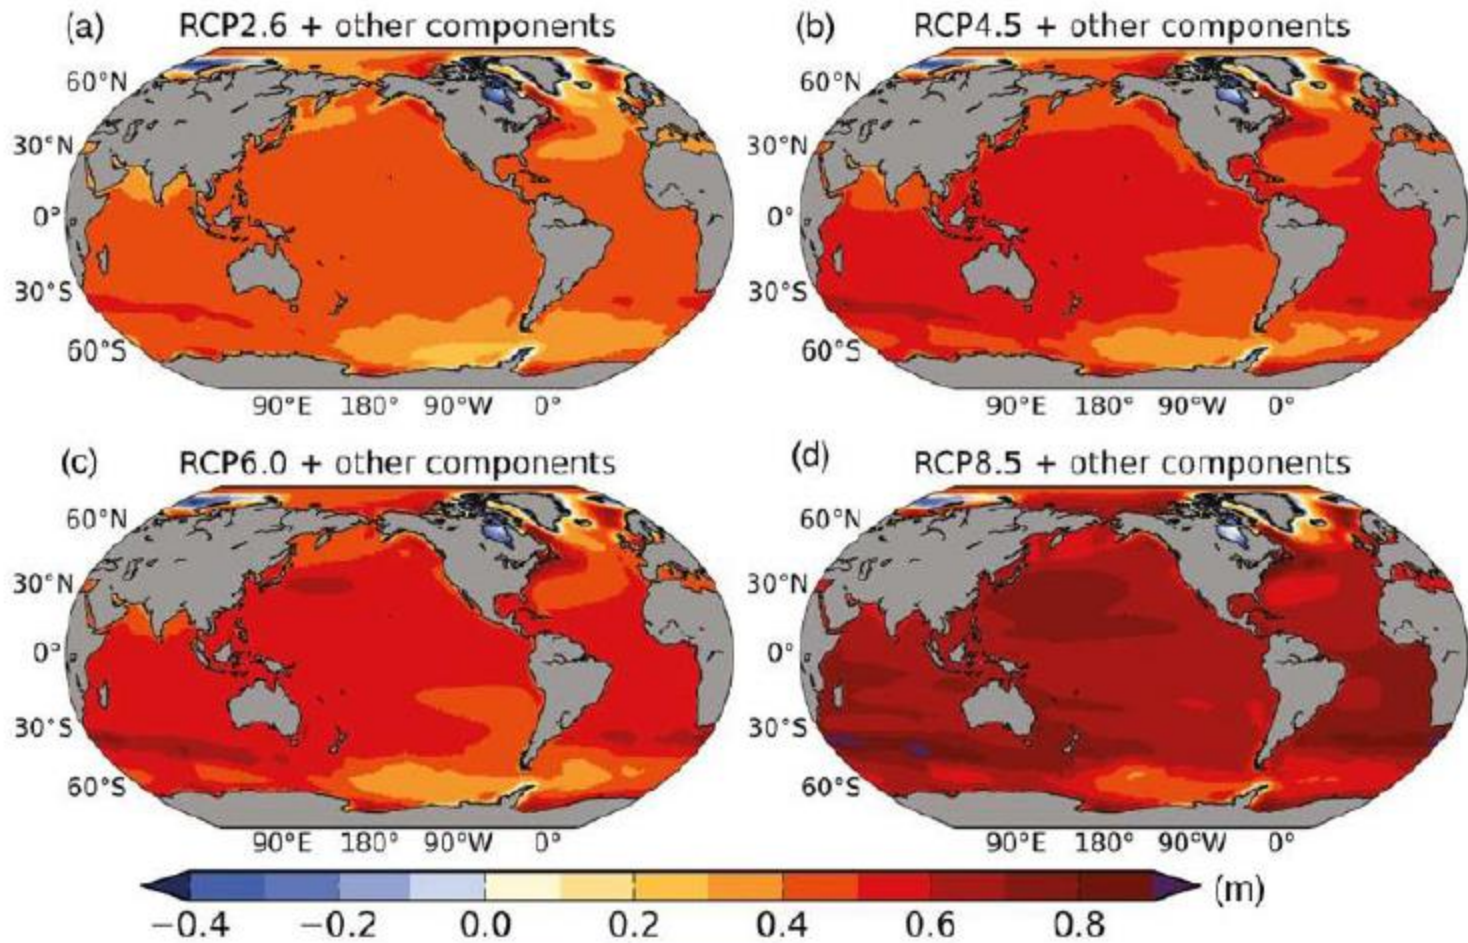 (a) RCP2.6 + other components
60°N
30°N
0°
30°S
60°S
90°E 180° 90°W 0°
(b) RCP4.5 + other components
60°N
30°N
0°
30°S
60°S
90°E 180° 90°W 0°
(c) RCP6.0 + other components
60°N
30°N
0°
30°S
60°S
90°E 180° 90°W 0°
(d) RCP8.5 + other components
60°N
30°N
0°
30°S
60°S
90°E 180° 90°W 0°
(m)
−0.4 −0.2 0.0 0.2 0.4 0.6 0.8